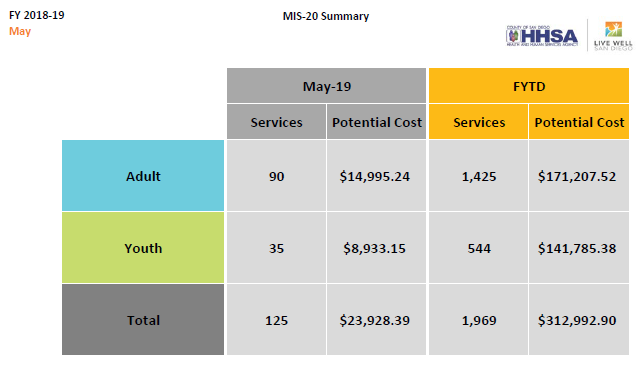 FY 2018-19
May
MIS-20 Summary
COUNTY OF SAN DIEGO
HHSA
HEALTH AND HUMAN SERVICES AGENCY
LIVE WELL
SAN DIEGO
May-19 FYTD
Services Potential Cost Services Potential Cost
Adult 90 $14,995.24 1,425 $171,207.52
Youth 35 $8,933.15 544 $141,785.38
Total 125 $23,928.39 1,969 $312,992.90